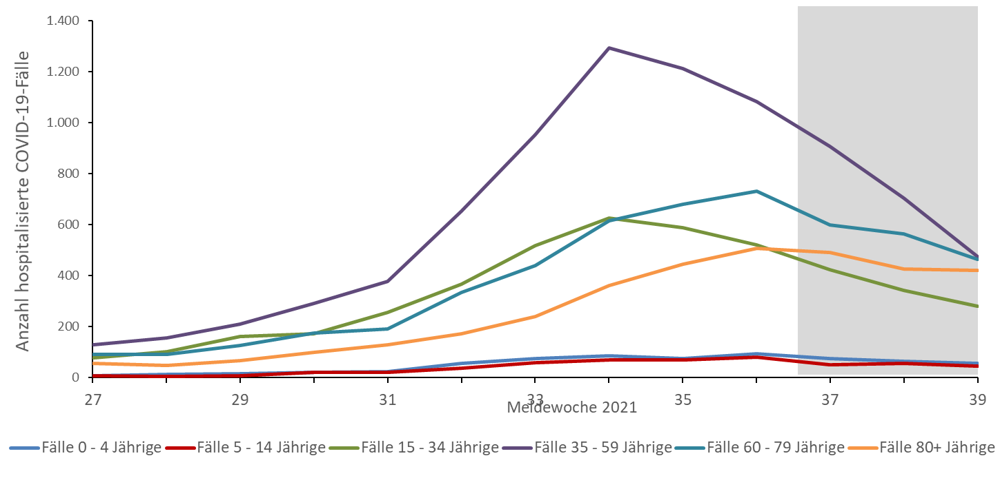 Anzahl hospitalisierte COVID-19-Fälle
1.400
1.200
1.000
800
600
400
200
0
27 29 31 33 35 37 39
Meldewoche 2021
Fälle 0 - 4 Jährige Fälle 5 - 14 Jährige Fälle 15 - 34 Jährige Fälle 35 - 59 Jährige Fälle 60 - 79 Jährige Fälle 80+ Jährige